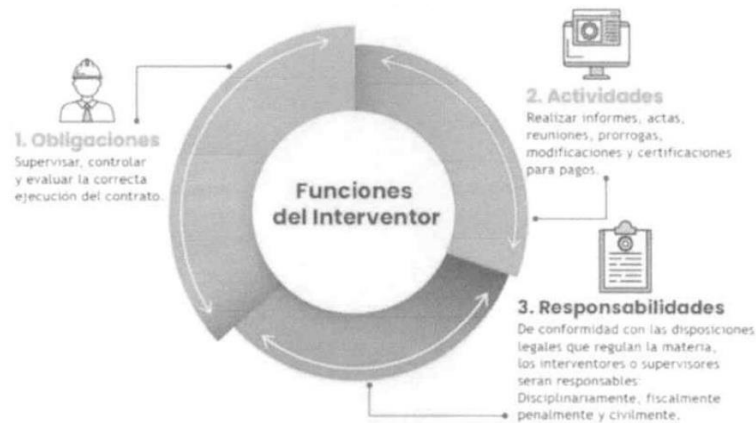 1. Obligaciones
Supervisar, controlar
y evaluar la correcta
ejecución del contrato.
Funciones
del Interventor
2. Actividades
Realizar informes, actas,
reuniones, prorrogas,
modificaciones y certificaciones
para pagos.
3. Responsabilidades
De conformidad con las disposiciones
legales que regulan la materia,
los interventores o supervisores
seran responsables:
Disciplinariamente, fiscalmente
penalmente y civilmente.